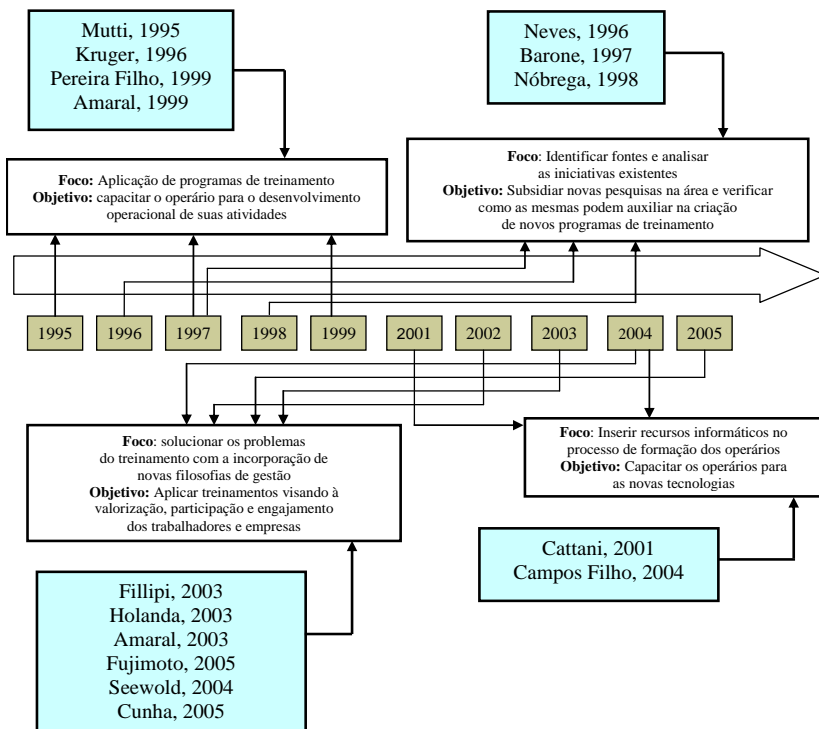 Mutti, 1995
Kruger, 1996
Pereira Filho, 1999
Amaral, 1999
Neves, 1996
Barone, 1997
Nóbrega, 1998
Foco: Aplicação de programas de treinamento
Objetivo: capacitar o operário para o desenvolvimento
operacional de suas atividades
Foco: Identificar fontes e analisar
as iniciativas existentes
Objetivo: Subsidiar novas pesquisas na área e verificar
como as mesmas podem auxiliar na criação
de novos programas de treinamento
1995 1996 1997 1998 1999 2001 2002 2003 2004 2005
Foco: solucionar os problemas
do treinamento com a incorporação de
novas filosofias de gestão
Objetivo: Aplicar treinamentos visando à
valorização, participação e engajamento
dos trabalhadores e empresas
Foco: Inserir recursos informáticos no
processo de formação dos operários
Objetivo: Capacitar os operários para
as novas tecnologias
Cattani, 2001
Campos Filho, 2004
Fillipi, 2003
Holanda, 2003
Amaral, 2003
Fujimoto, 2005
Seewold, 2004
Cunha, 2005